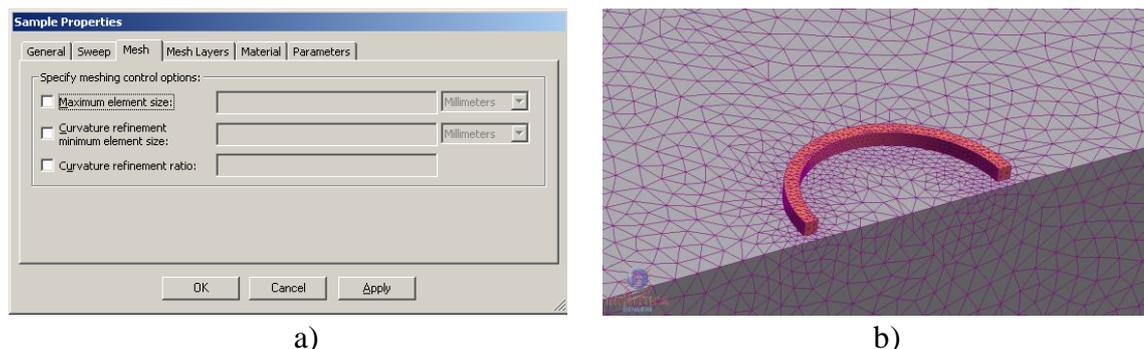 Sample Properties
General Sweep Mesh Mesh Layers Material Parameters
Specify meshing control options:
Maximum element size: Millimeters
Curvature refinement
minimum element size: Millimeters
Curvature refinement ratio:
OK Cancel Apply
a) b)